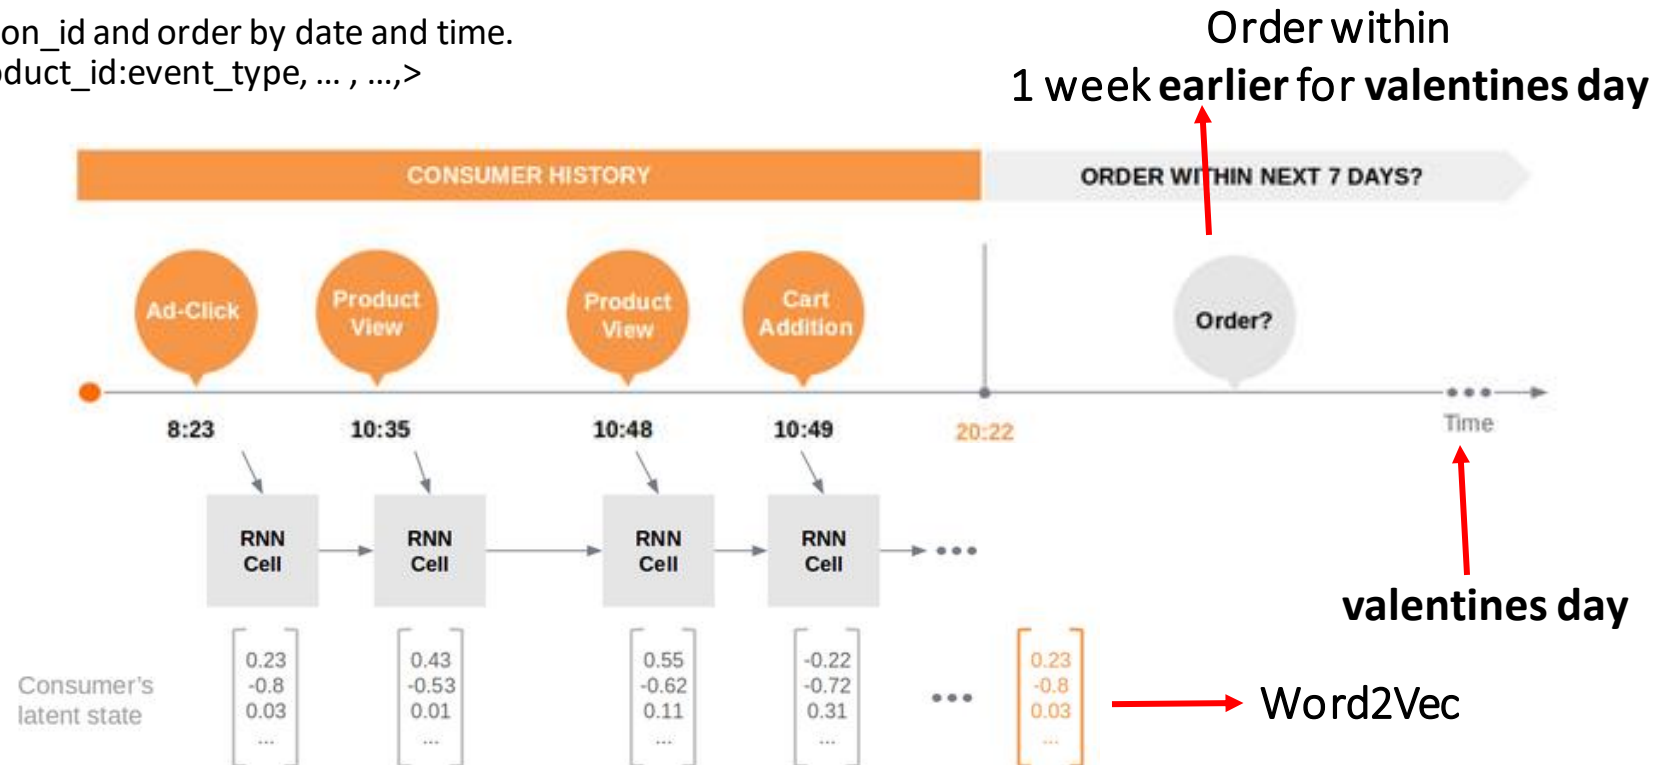 on_id and order by date and time.
oduct_id:event_type, ... , ...,>
Order within
1 week earlier for valentines day
CONSUMER HISTORY
ORDER WITHIN NEXT 7 DAYS?
Ad-Click
Product
View
Product
View
Cart
Addition
Order?
8:23
10:35
10:48
10:49
20:22
Time
RNN
Cell
RNN
Cell
RNN
Cell
RNN
Cell
valentines day
Consumer's
latent state
0.23
-0.8
0.03
...
0.43
-0.53
0.01
...
0.55
-0.62
0.11
...
-0.22
-0.72
0.31
...
0.23
-0.8
0.03
...
Word2Vec